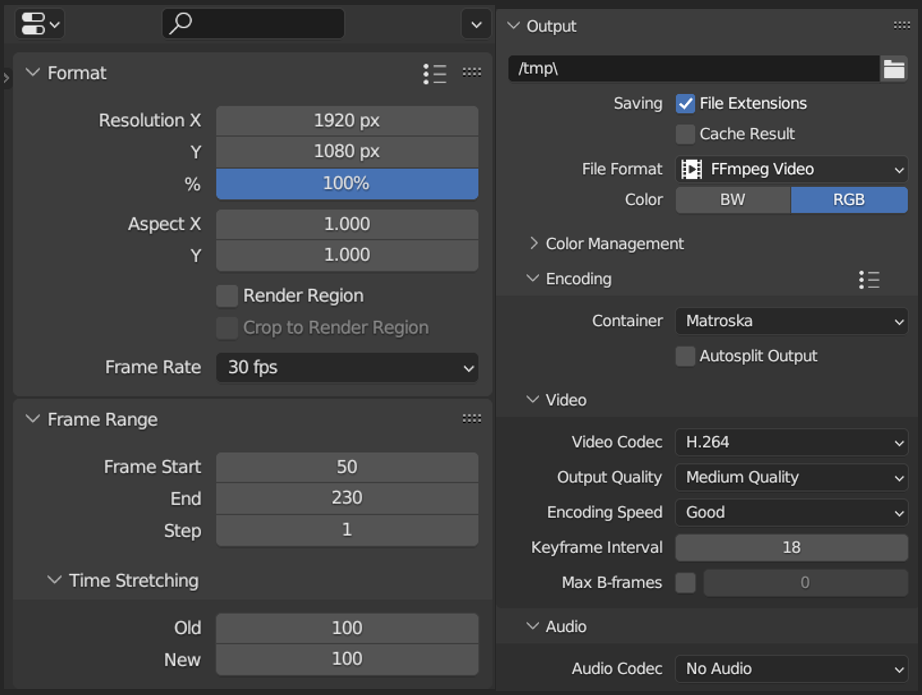 Format
Resolution X 1920 px
Y 1080 px
% 100%
Aspect X 1.000
Y 1.000
Render Region
Crop to Render Region
Frame Rate 30 fps
Frame Range
Frame Start 50
End 230
Step 1
Time Stretching
Old 100
New 100
Output
/tmp\
Saving File Extensions
Cache Result
File Format FFmpeg Video
Color BW RGB
Color Management
Encoding
Container Matroska
Autosplit Output
Video
Video Codec H.264
Output Quality Medium Quality
Encoding Speed Good
Keyframe Interval 18
Max B-frames 0
Audio
Audio Codec No Audio